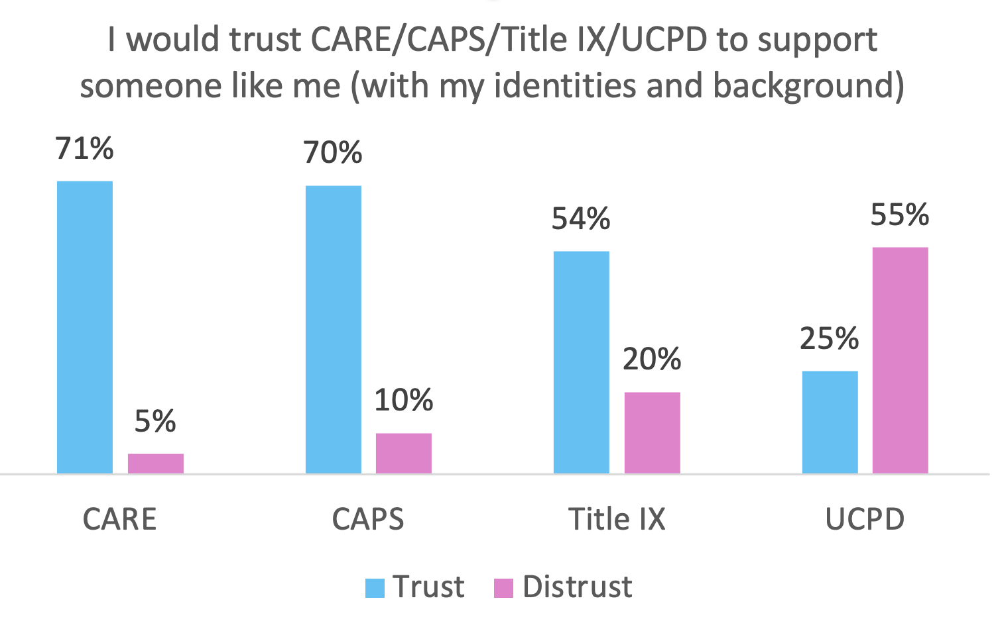 I would trust CARE/CAPS/Title IX/UCPD to support
someone like me (with my identities and background)
71%
5%
70%
10%
54%
20%
25%
55%
CARE
CAPS
Title IX
UCPD
Trust
Distrust